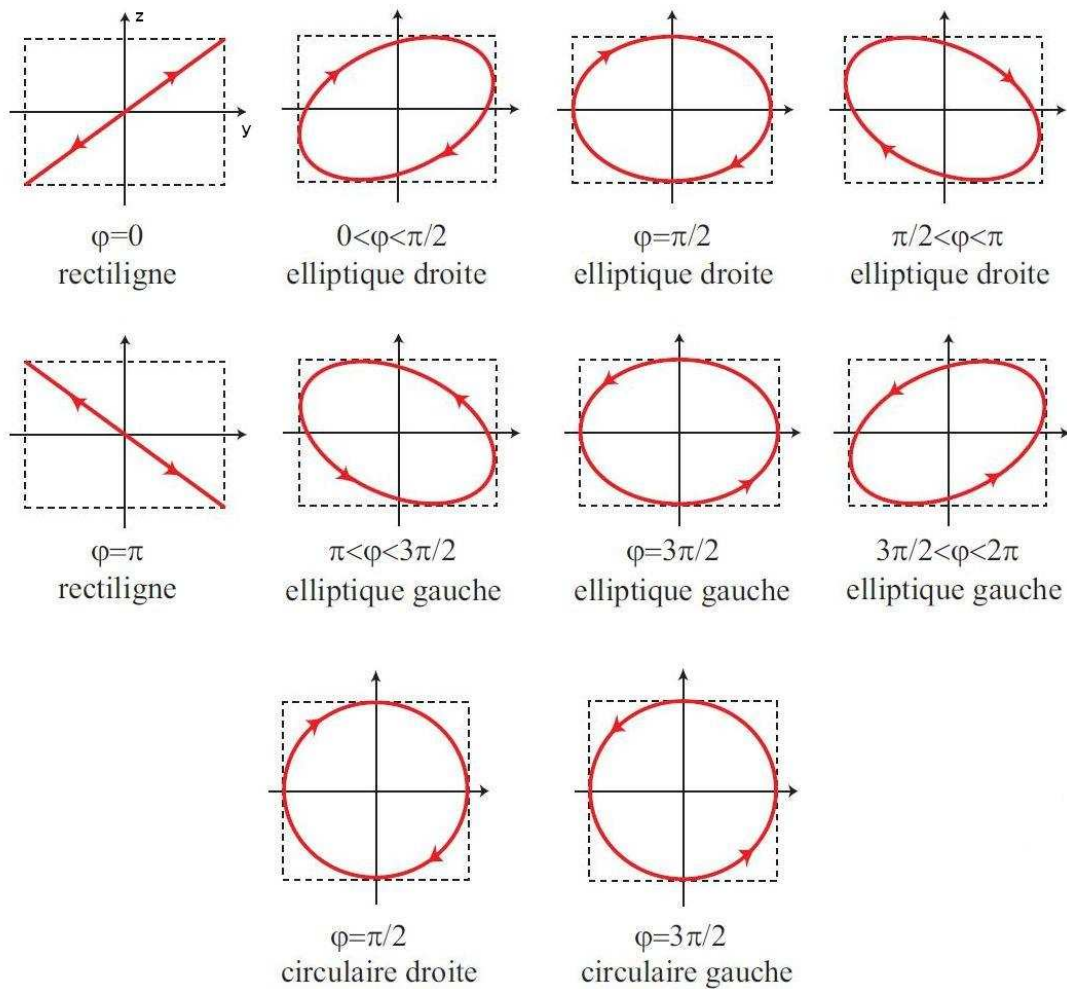 z
y
φ=0
rectiligne
0<φ<π/2
elliptique droite
φ=π/2
elliptique droite
π/2<φ<π
elliptique droite
φ=π
rectiligne
π<φ<3π/2
elliptique gauche
φ=3π/2
elliptique gauche
3π/2<φ<2π
elliptique gauche
φ=π/2
circulaire droite
φ=3π/2
circulaire gauche